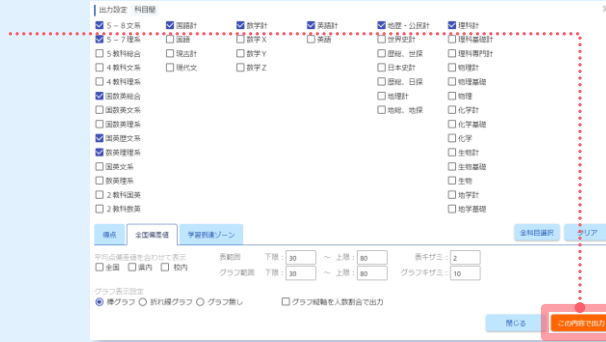 出力設定 科目間
5-8文系 国語計 数学計 英語計 地歴・公民計 理科計
5-7理系 国語 数学X 英語 世界史計 理科基礎計
5教科総合 現古計 数学Y 歴総、世探 理科専門計
4教科文系 現代文 数学Z 日本史計 物理計
4教科理系 歴総、日探 物理基礎
国数英総合 地理計 物理
国数英文系 地総、地探 化学計
国数英理系 化学基礎
国英歴文系 化学
数英理理系 生物計
国英文系 生物基礎
数英理系 生物
2教科国英 地学計
2教科数英 地学基礎
得点 全国偏差値 学習到達ゾーン 全科目選択 クリア
平均点偏差値を合わせて表示 表範囲 下限: 30 ~ 上限: 80 表キザミ: 2
全国 県内 校内 グラフ範囲 下限: 30 ~ 上限: 80 グラフキザミ: 10
グラフ表示設定
棒グラフ 折れ線グラフ グラフ無し グラフ縦軸を人数割合で出力
閉じる この内容で出力